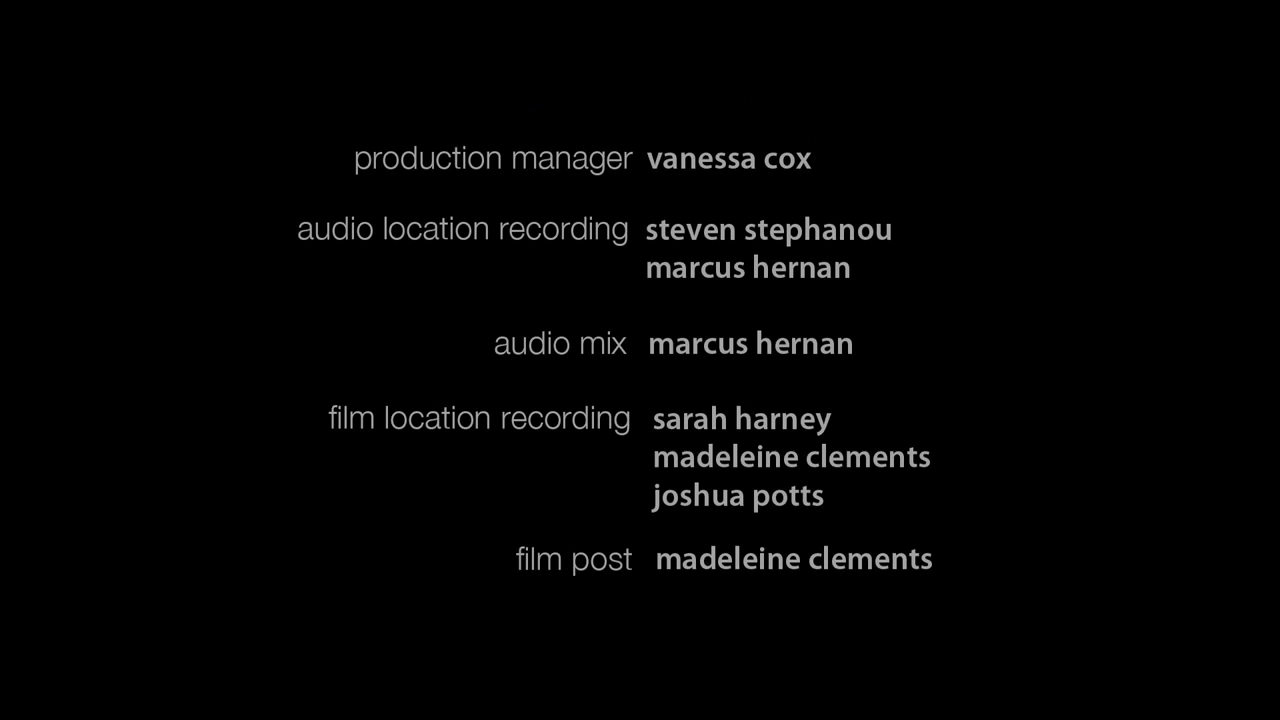 production manager vanessa cox
audio location recording steven stephanou
marcus hernan
audio mix marcus hernan
film location recording sarah harney
madeleine clements
joshua potts
film post madeleine clements